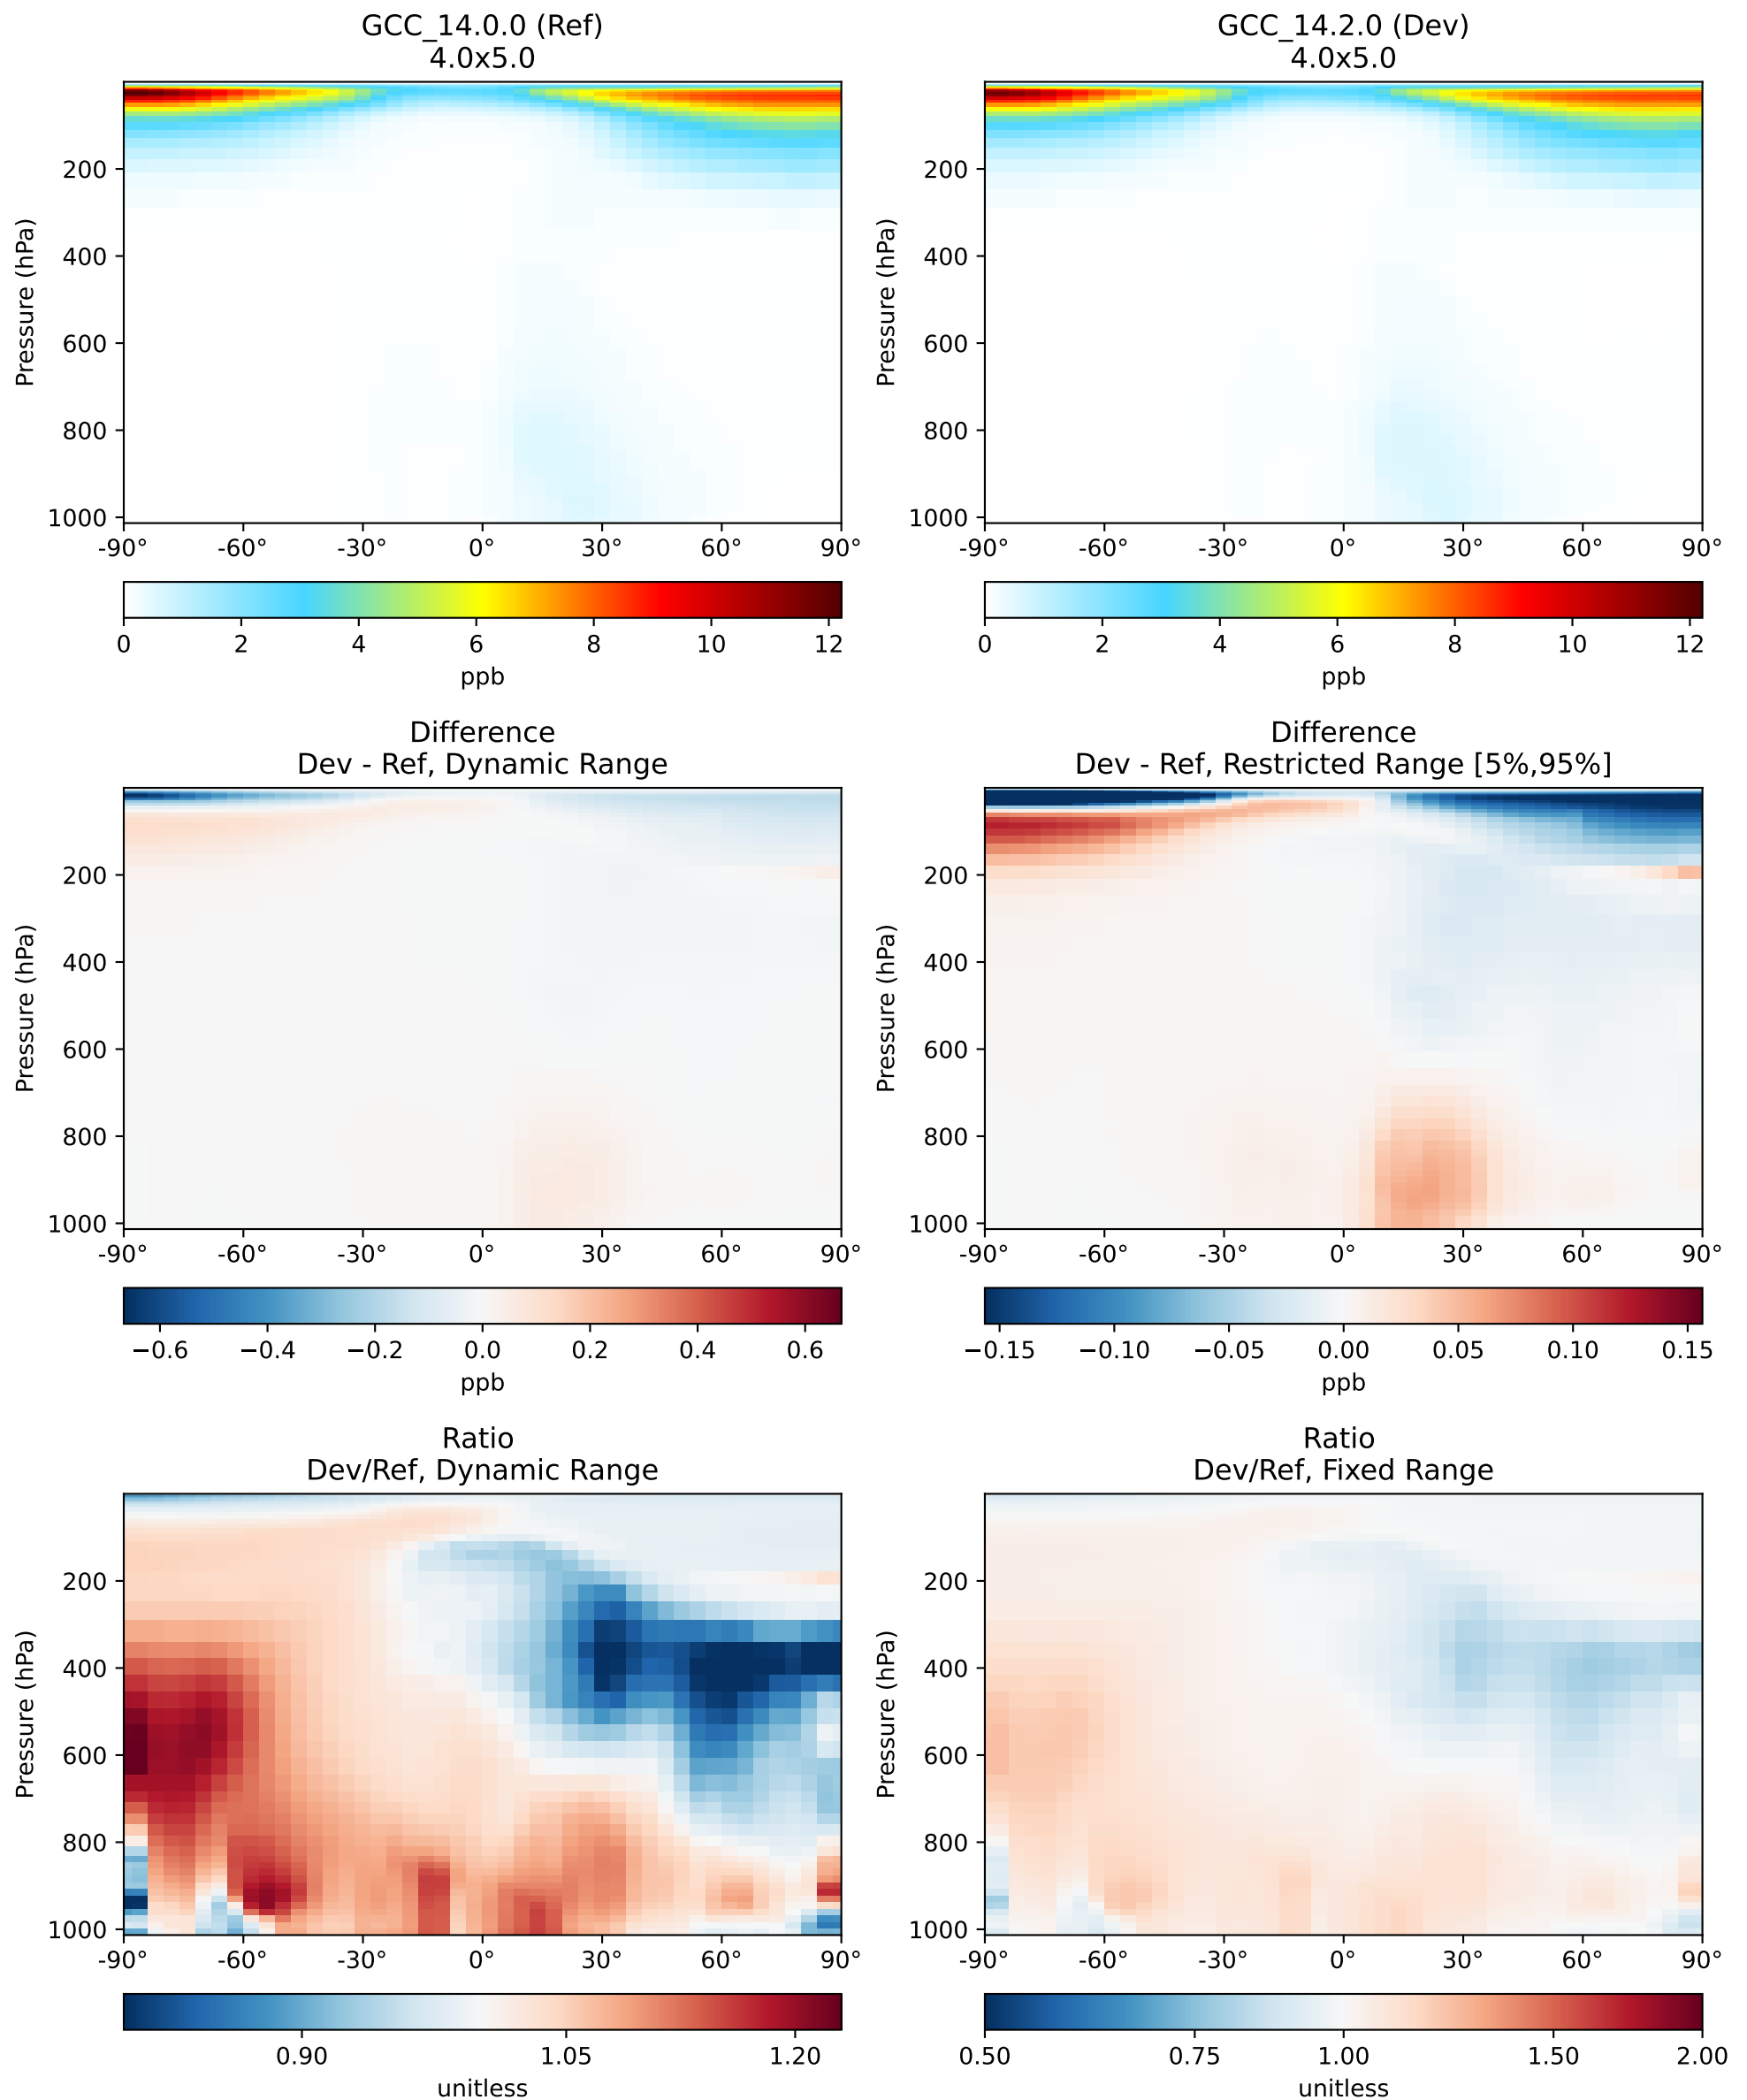 GCC_14.0.0 (Ref)
4.0x5.0
GCC_14.2.0 (Dev)
4.0x5.0
Pressure (hPa)
200
400
600
800
1000
-90° -60° -30° 0° 30° 60° 90°
0 2 4 6 8 10 12
ppb
Pressure (hPa)
200
400
600
800
1000
-90° -60° -30° 0° 30° 60° 90°
0 2 4 6 8 10 12
ppb
Difference
Dev - Ref, Dynamic Range
Difference
Dev - Ref, Restricted Range [5%,95%]
Pressure (hPa)
200
400
600
800
1000
-90° -60° -30° 0° 30° 60° 90°
−0.6 −0.4 −0.2 0.0 0.2 0.4 0.6
ppb
Pressure (hPa)
200
400
600
800
1000
-90° -60° -30° 0° 30° 60° 90°
−0.15 −0.10 −0.05 0.00 0.05 0.10 0.15
ppb
Ratio
Dev/Ref, Dynamic Range
Ratio
Dev/Ref, Fixed Range
Pressure (hPa)
200
400
600
800
1000
-90° -60° -30° 0° 30° 60° 90°
0.90 1.05 1.20
unitless
Pressure (hPa)
200
400
600
800
1000
-90° -60° -30° 0° 30° 60° 90°
0.50 0.75 1.00 1.50 2.00
unitless